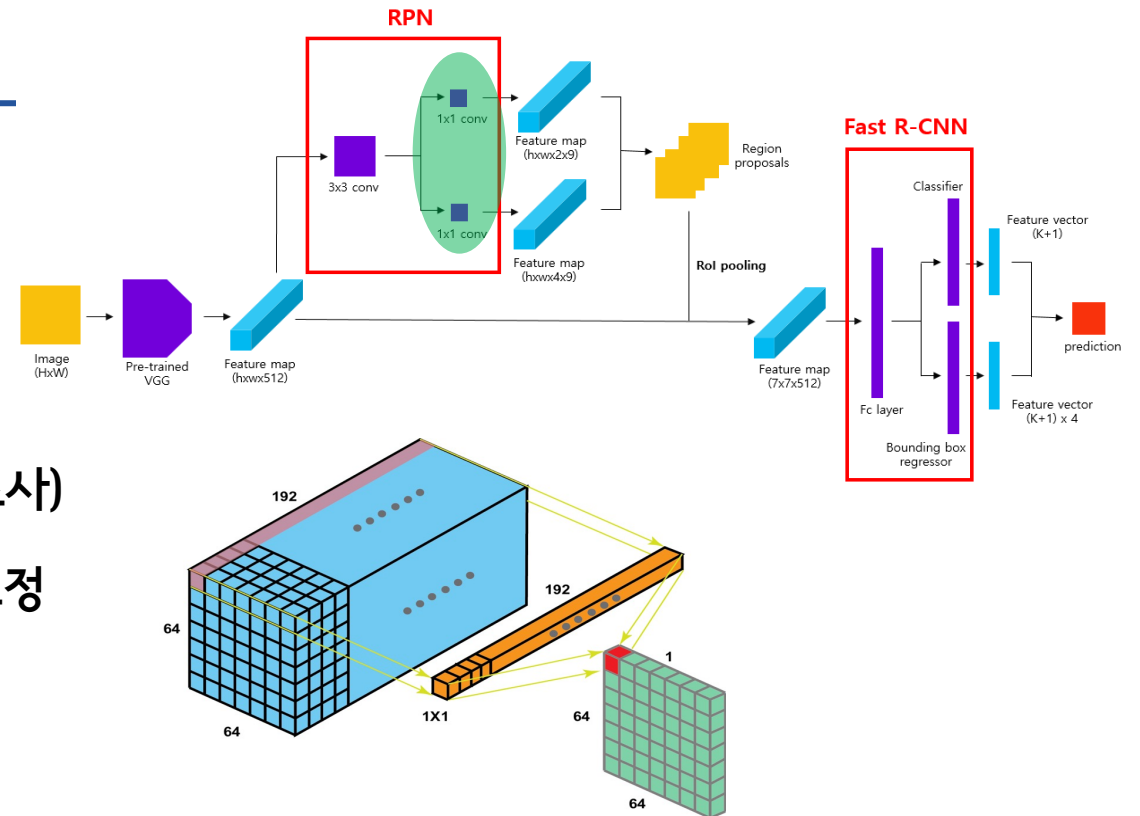 RPN
1x1 conv
3x3 conv
1x1 conv
Feature map
(hxwx2x9)
Feature map
(hxwx4x9)
Region
proposals
RoI pooling
Fast R-CNN
Classifier
Feature vector
(K+1)
Image
(HxW)
Pre-trained
VGG
Feature map
(hxwx512)
Feature map
(7x7x512)
Fc layer
Bounding box
regressor
Feature vector
(K+1) x 4
prediction
사)
정
192
64
64
192
1X1
1
64
64